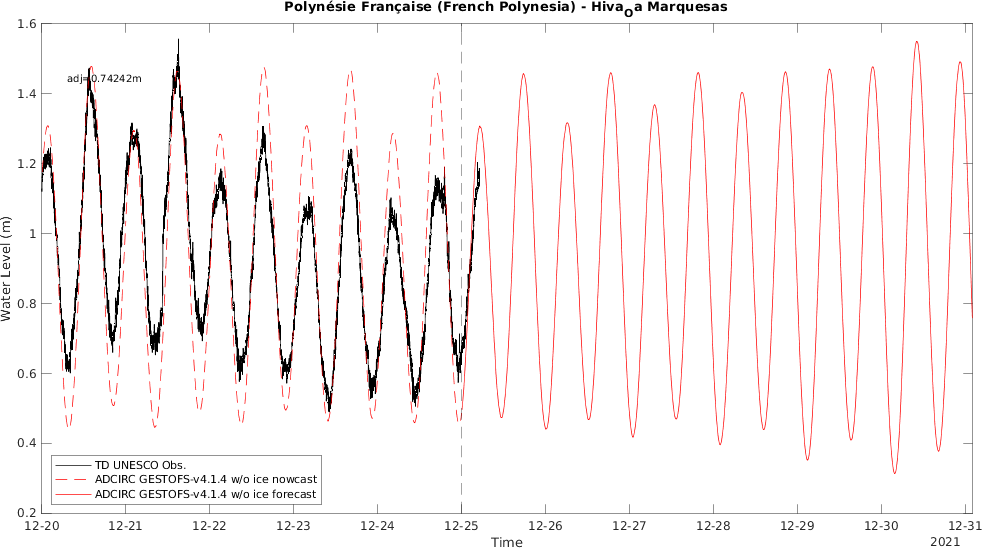 Polynésie Française (French Polynesia) - Hiva_Oa Marquesas
adj=0.74242m
Water Level (m)
1.6
1.4
1.2
1
0.8
0.6
0.4
0.2
TD UNESCO Obs.
ADCIRC GESTOFS-v4.1.4 w/o ice nowcast
ADCIRC GESTOFS-v4.1.4 w/o ice forecast
12-20 12-21 12-22 12-23 12-24 12-25 12-26 12-27 12-28 12-29 12-30 12-31
Time
2021